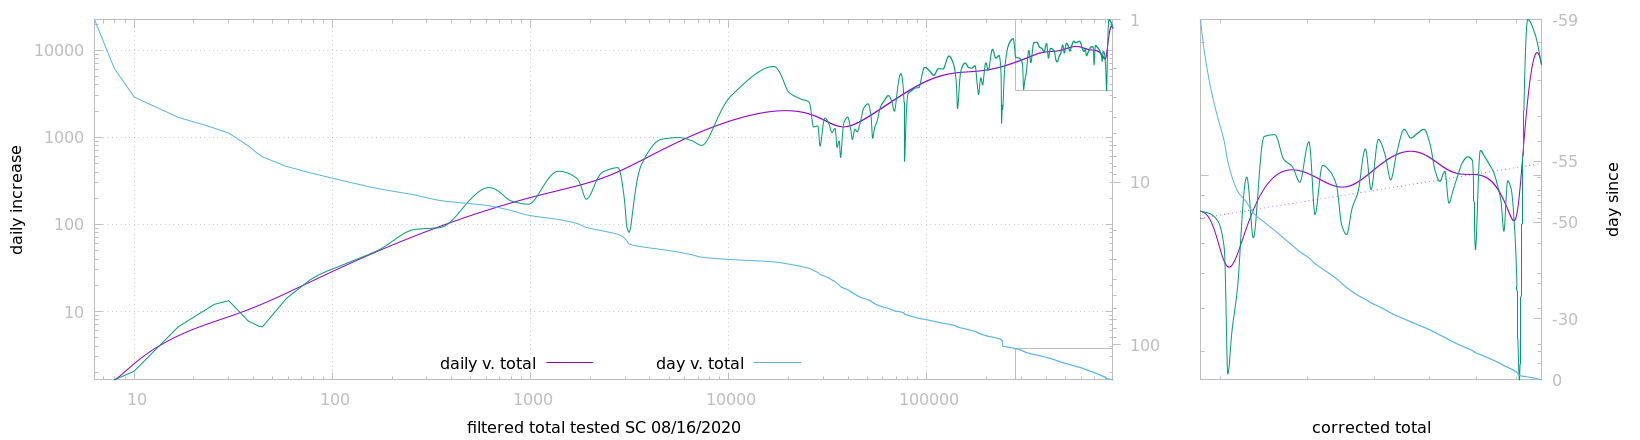 10000
1000
100
10
daily increase
10
100
1000
10000
100000
filtered total tested SC 08/16/2020
daily v. total
day v. total
1
10
100
-59
-55
-50
-30
0
day since
corrected total